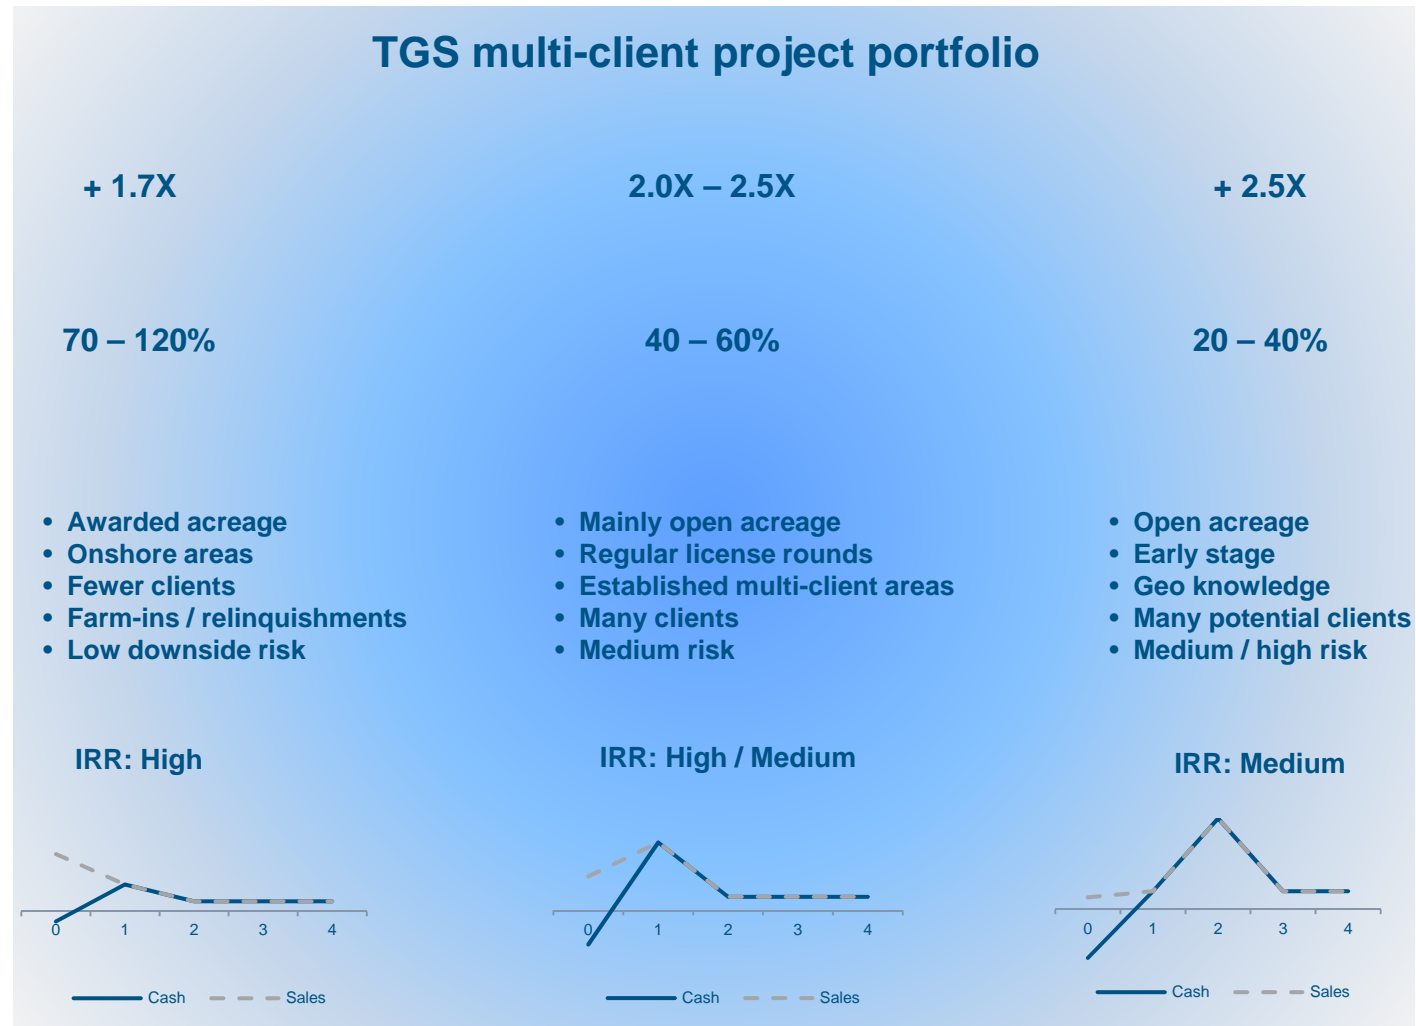 TGS multi-client project portfolio
+ 1.7X
2.0X – 2.5X
+ 2.5X
70 – 120%
40 – 60%
20 – 40%
• Awarded acreage
• Onshore areas
• Fewer clients
• Farm-ins / relinquishments
• Low downside risk
• Mainly open acreage
• Regular license rounds
• Established multi-client areas
• Many clients
• Medium risk
• Open acreage
• Early stage
• Geo knowledge
• Many potential clients
• Medium / high risk
IRR: High
0 1 2 3 4
Cash Sales
IRR: High / Medium
0 1 2 3 4
Cash Sales
IRR: Medium
0 1 2 3 4
Cash Sales